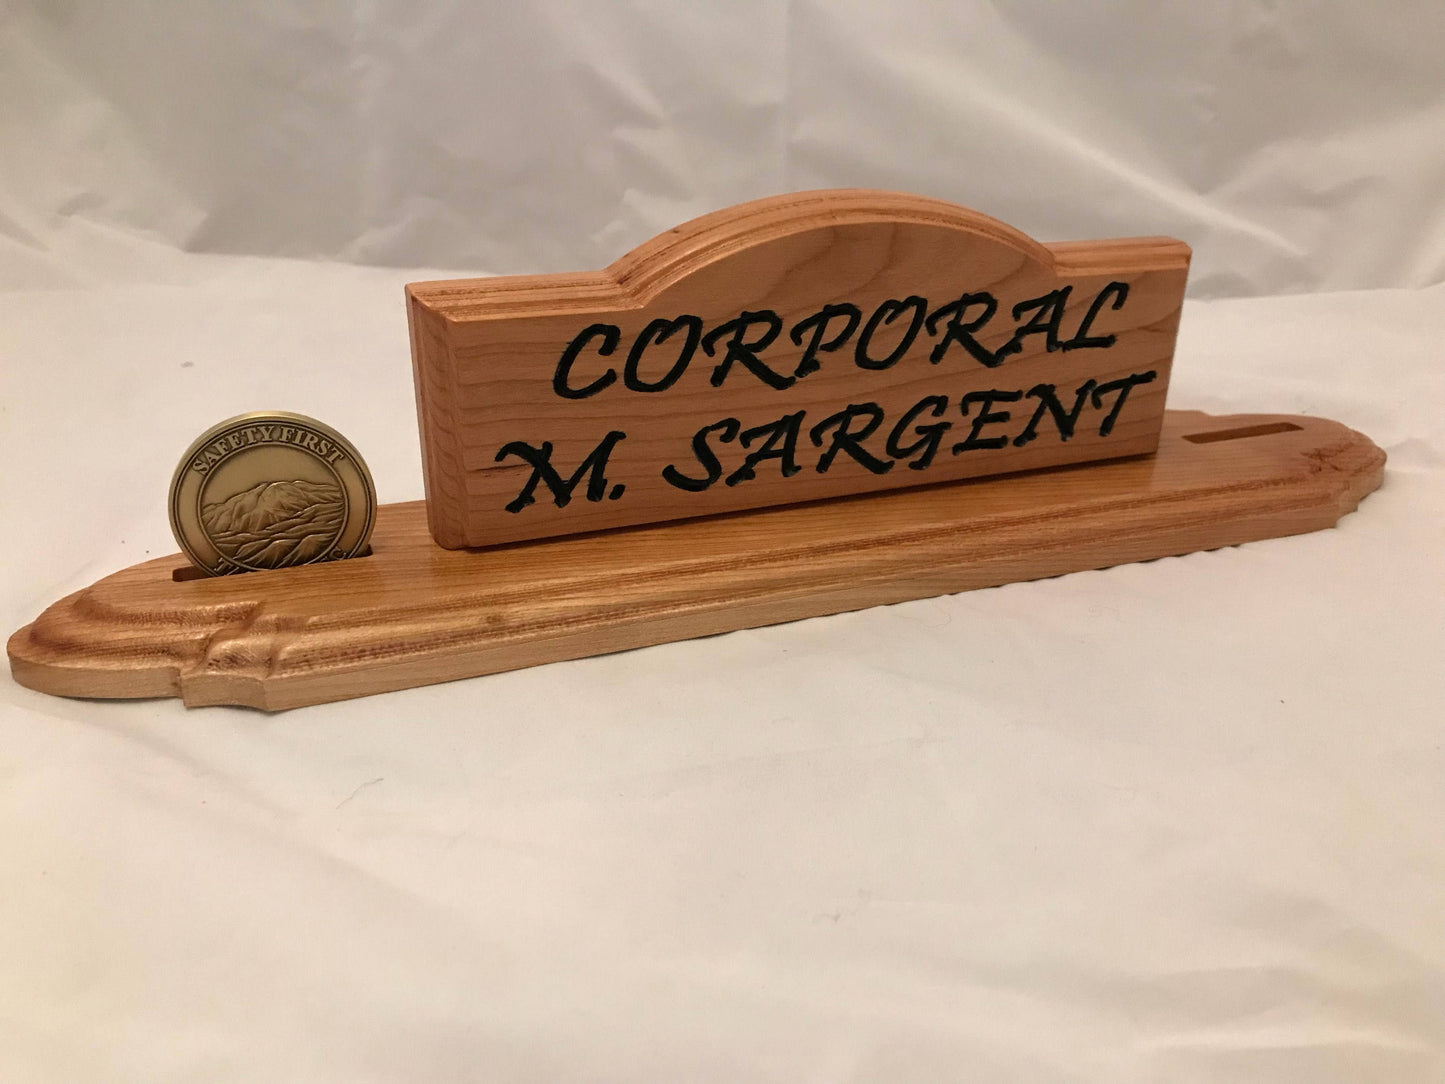 SAFETY FIRST
CORPORAL
M. SARGENT